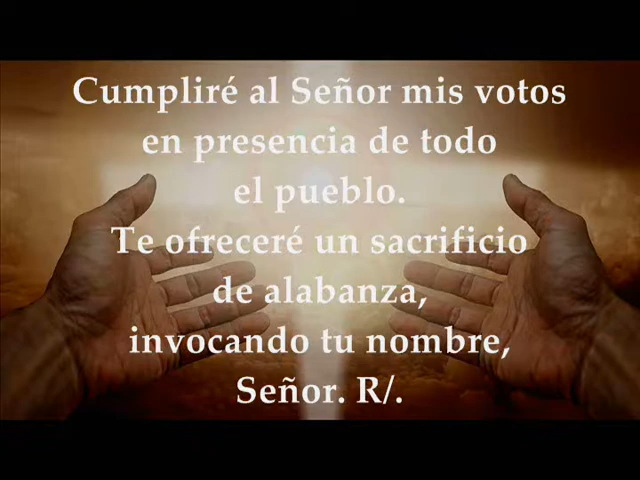 Cumpliré al Señor mis votos
en presencia de todo
el pueblo.
Te ofreceré un sacrificio
de alabanza,
invocando tu nombre,
Señor. R/.